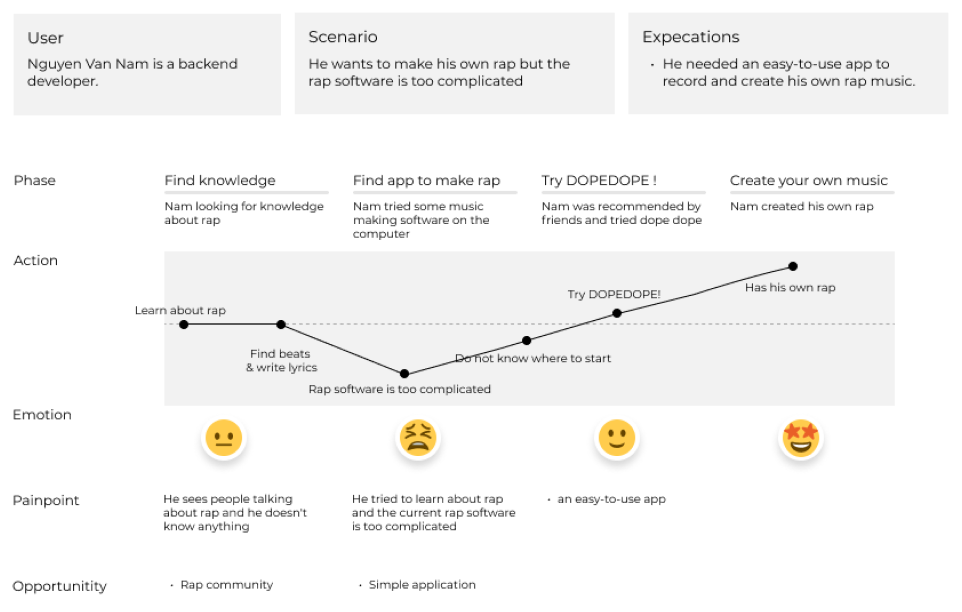 User
Nguyen Van Nam is a backend
developer.
Scenario
He wants to make his own rap but the
rap software is too complicated
Expecations
• He needed an easy-to-use app to
record and create his own rap music.
Phase
Find knowledge
Nam looking for knowledge
about rap
Find app to make rap
Nam tried some music
making software on the
computer
Try DOPEDOPE !
Nam was recommended by
friends and tried dope dope
Create your own music
Nam created his own rap
Action
Learn about rap
Find beats
& write lyrics
Rap software is too complicated
Do not know where to start
Try DOPEDOPE!
Has his own rap
Emotion
Painpoint
He sees people talking
about rap and he doesn't
know anything
He tried to learn about rap
and the current rap software
is too complicated
• an easy-to-use app
Opportunitity
• Rap community
• Simple application